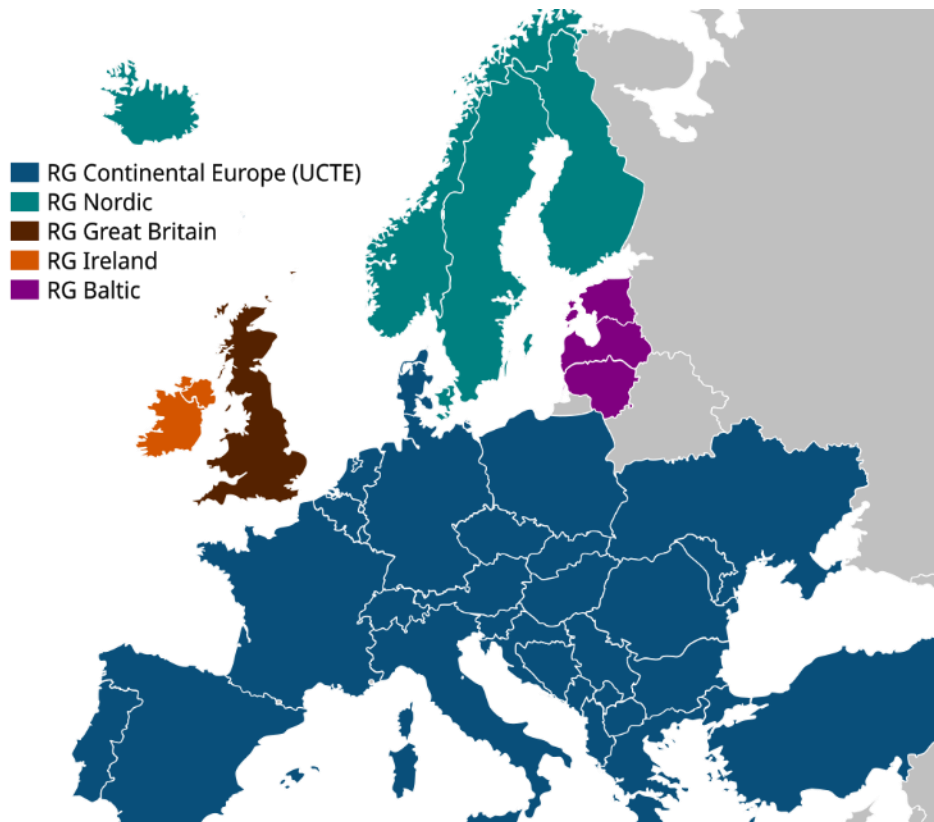 RG Continental Europe (UCTE)
RG Nordic
RG Great Britain
RG Ireland
RG Baltic